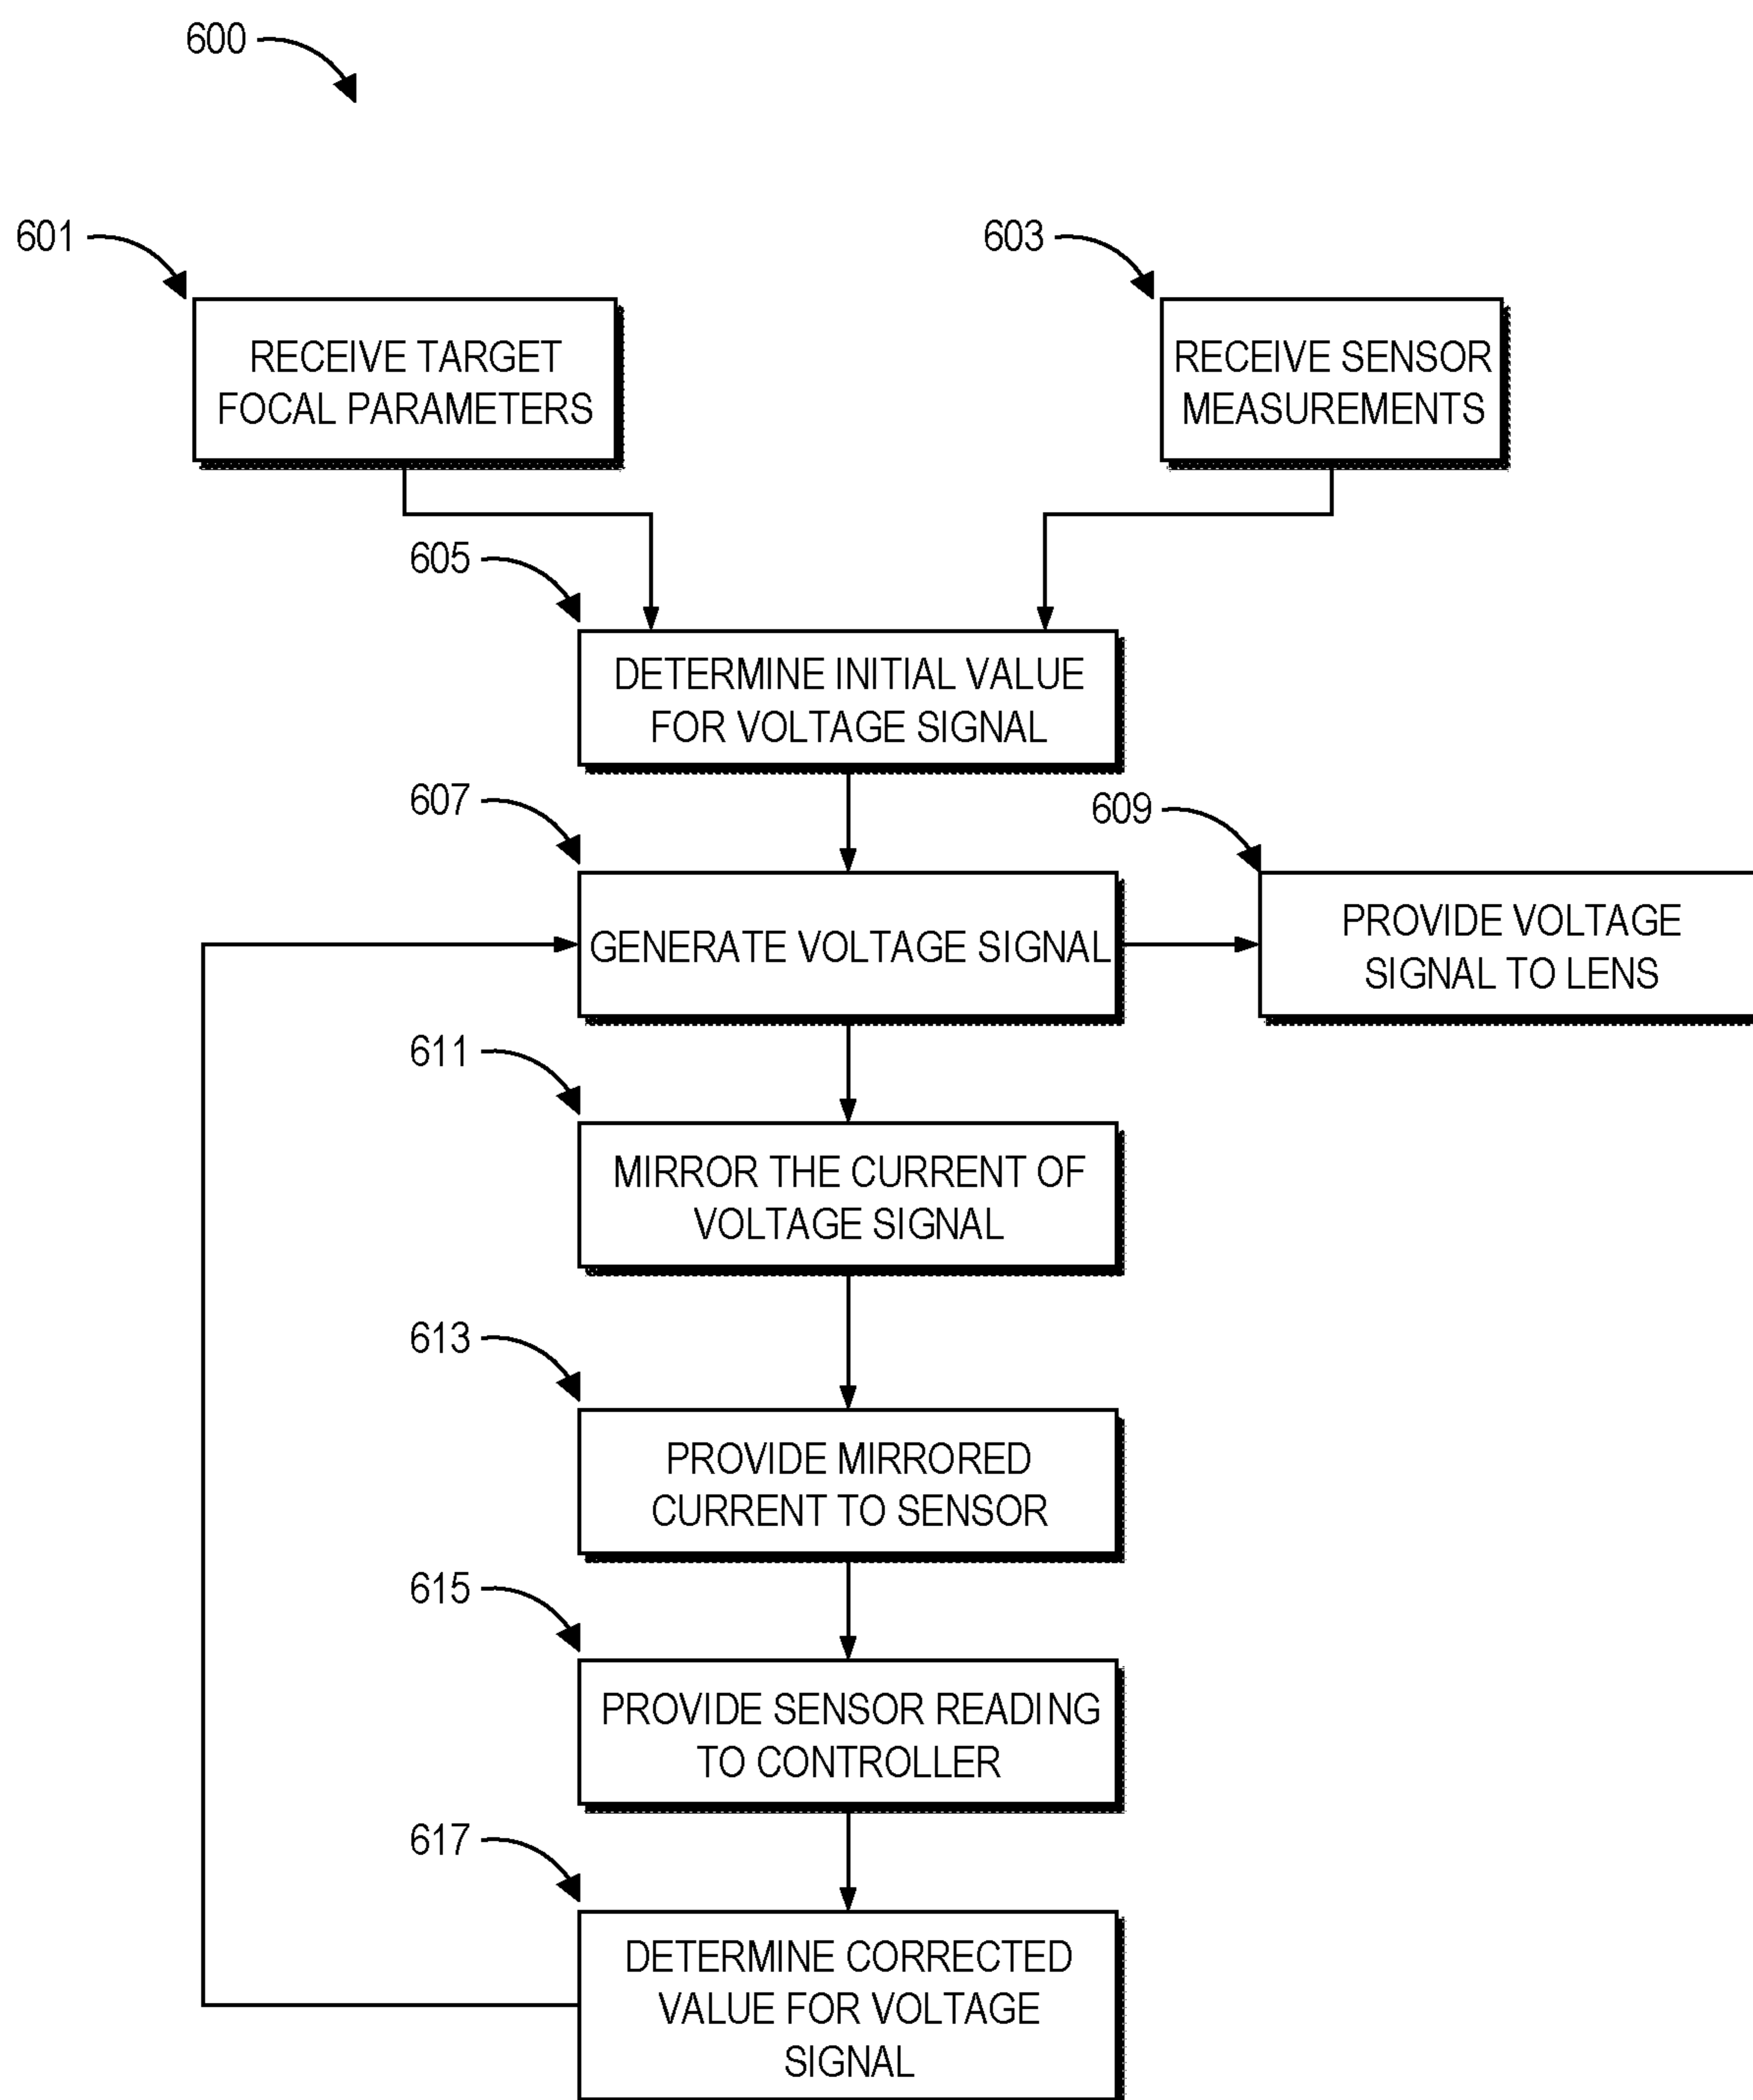 600
601
603
RECEIVE TARGET
FOCAL PARAMETERS
RECEIVE SENSOR
MEASUREMENTS
605
DETERMINE INITIAL VALUE
FOR VOLTAGE SIGNAL
607
609
GENERATE VOLTAGE SIGNAL
PROVIDE VOLTAGE
SIGNAL TO LENS
611
MIRROR THE CURRENT OF
VOLTAGE SIGNAL
613
PROVIDE MIRRORED
CURRENT TO SENSOR
615
PROVIDE SENSOR READING
TO CONTROLLER
617
DETERMINE CORRECTED
VALUE FOR VOLTAGE
SIGNAL